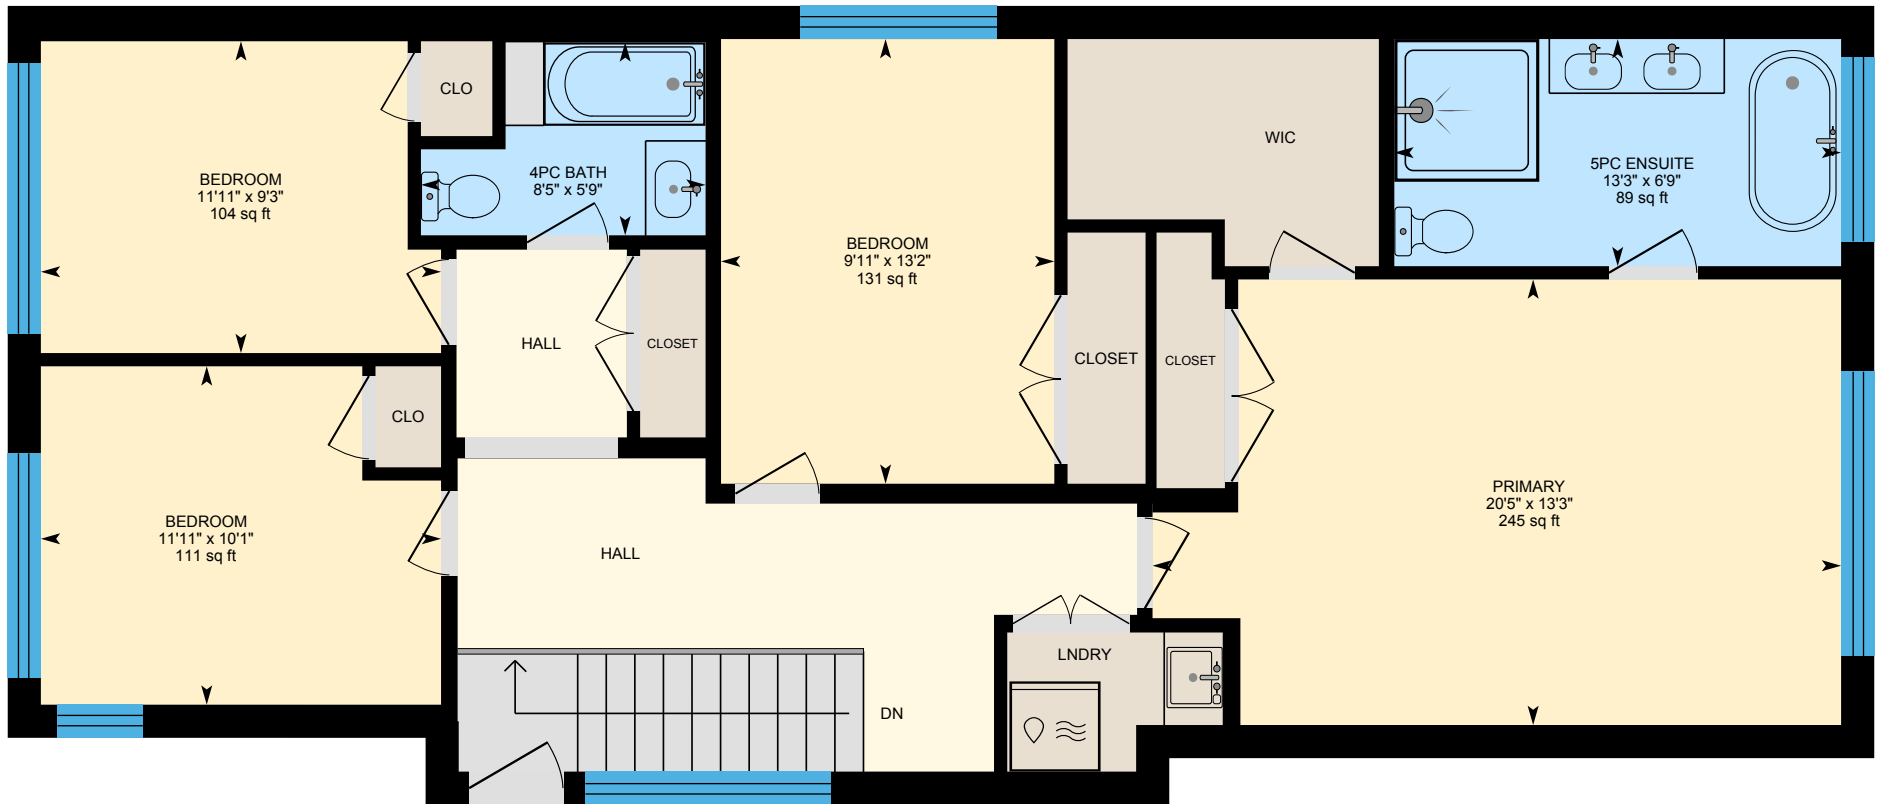 BEDROOM
11'11" x 9'3"
104 sq ft
CLO
4PC BATH
8'5" x 5'9"
BEDROOM
9'11" x 13'2"
131 sq ft
WIC
5PC ENSUITE
13'3" x 6'9"
89 sq ft
HALL
CLOSET
CLOSET
CLOSET
CLO
BEDROOM
11'11" x 10'1"
111 sq ft
HALL
PRIMARY
20'5" x 13'3"
245 sq ft
LNDRY
DN